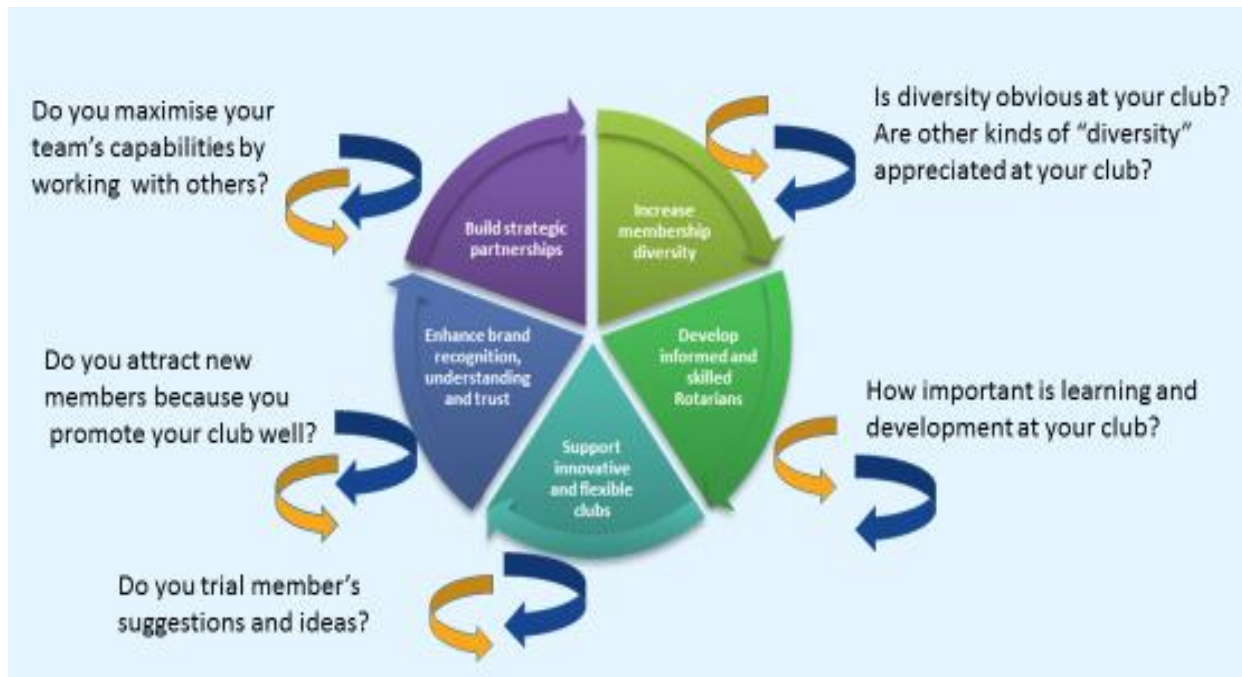 Do you maximise your
team's capabilities by
working with others?
Is diversity obvious at your club?
Are other kinds of “diversity”
appreciated at your club?
Build strategic
partnerships
Increase
membership
diversity
Enhance brand
recognition,
understanding
and trust
Develop
informed and
skilled
Rotarians
Do you attract new
members because you
promote your club well?
How important is learning and
development at your club?
Support
innovative
and flexible
clubs
Do you trial member's
suggestions and ideas?